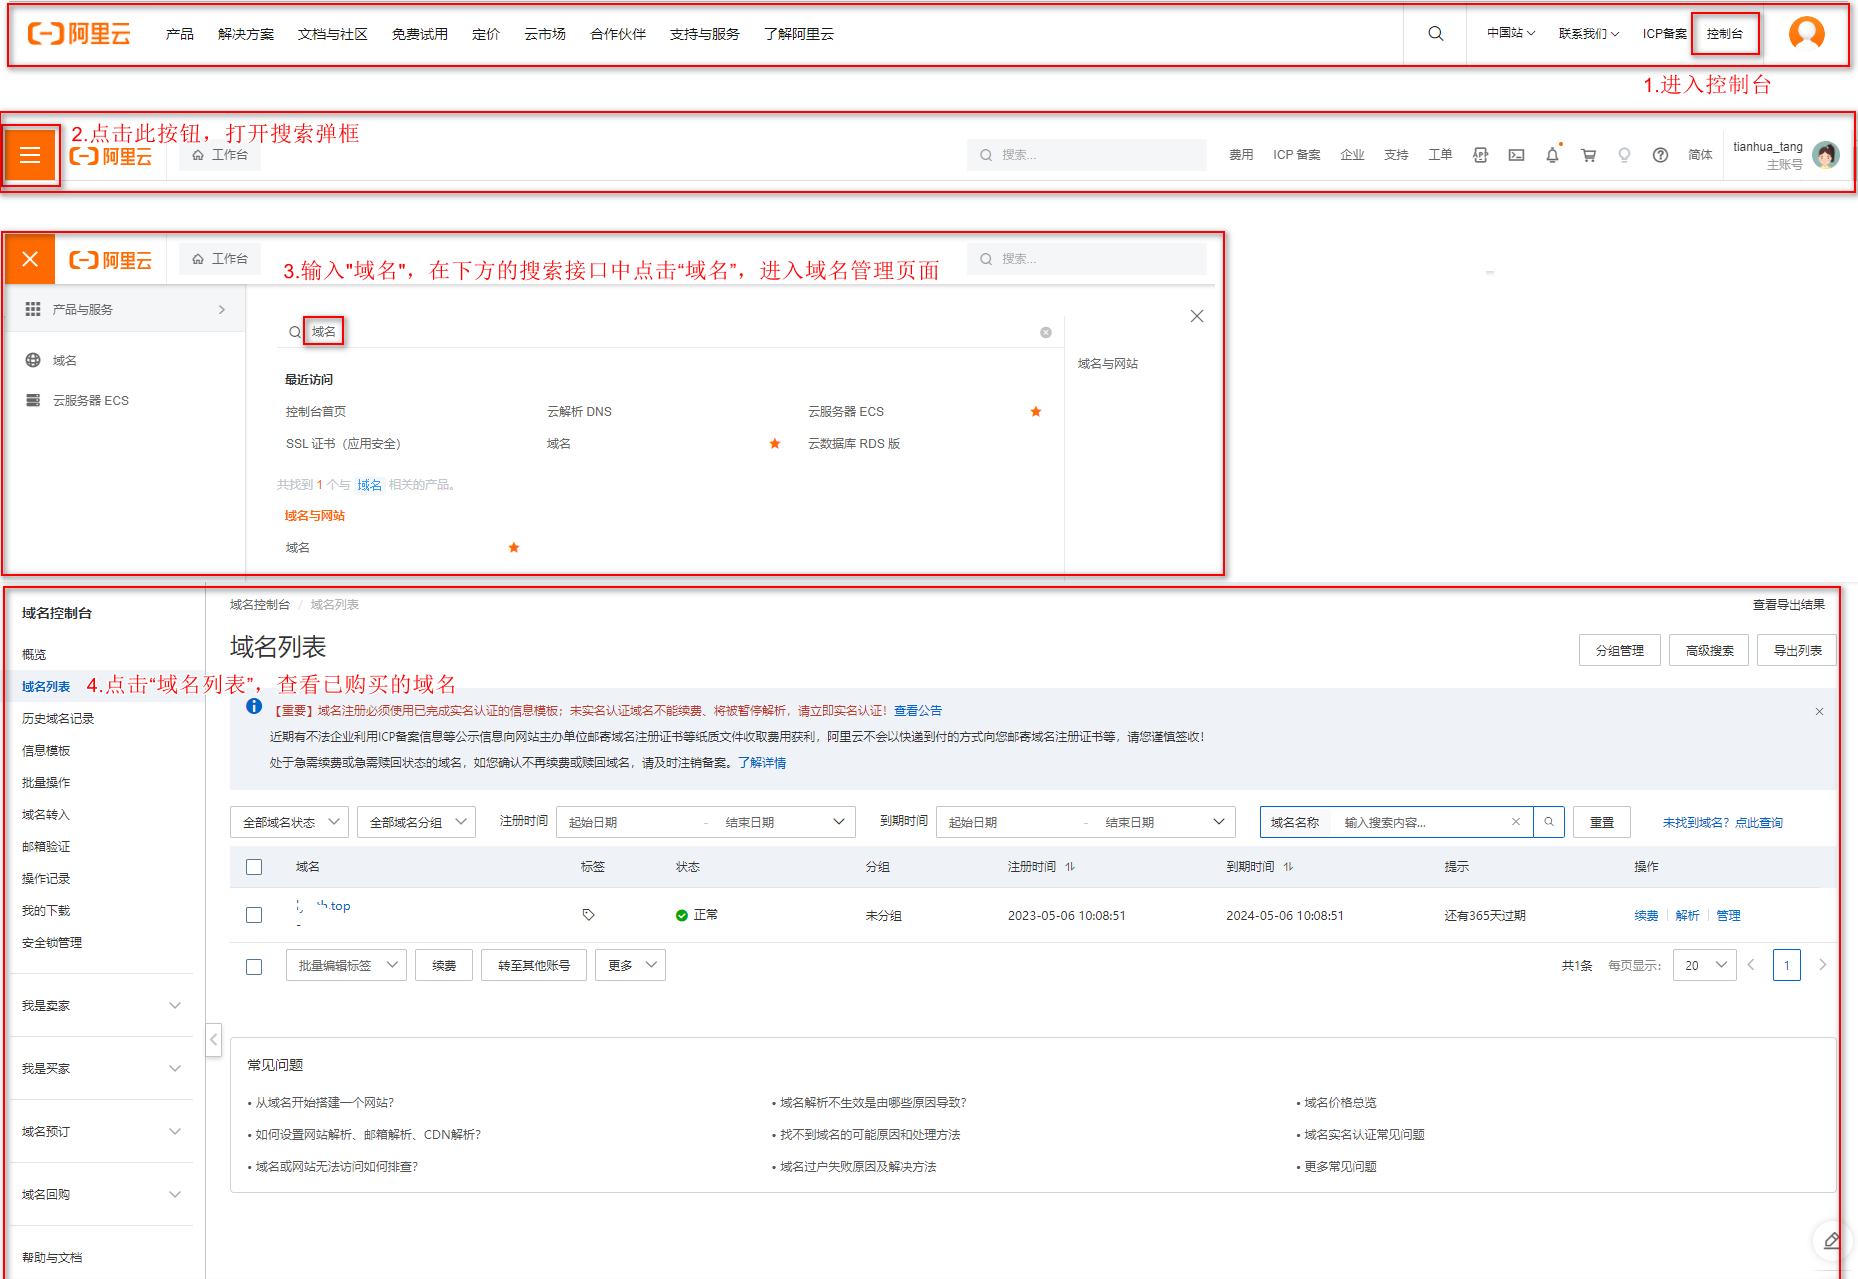 阿里云 产品 解决方案 文档与社区 免费试用 定价 云市场 合作伙伴 支持与服务 了解阿里云 中国站 联系我们 ICP备案 控制台
1.进入控制台
2.点击此按钮，打开搜索弹框
阿里云 工作台 搜索... 费用 ICP 备案 企业 支持 工单 简体 tianhua_tang
主账号
阿里云 工作台 搜索...
3.输入"域名"，在下方的搜索接口中点击“域名”，进入域名管理页面
产品与服务
域名
云服务器 ECS
域名
域名与网站
最近访问
控制台首页 云解析 DNS 云服务器 ECS
SSL 证书（应用安全） 域名 云数据库 RDS 版
共找到 1 个与 域名 相关的产品。
域名与网站
域名
域名控制台
概览
域名列表
历史域名记录
信息模板
批量操作
域名转入
邮箱验证
操作记录
我的下载
安全锁管理
我是卖家
我是买家
域名预订
域名回购
帮助与文档
域名控制台 / 域名列表 查看导出结果
域名列表
分组管理 高级搜索 导出列表
4.点击“域名列表”，查看已购买的域名
【重要】域名注册必须使用已完成实名认证的信息模板；未实名认证域名不能续费、将被暂停解析，请立即实名认证！查看公告
近期有不法企业利用ICP备案信息等公示信息向网站主办单位邮寄域名注册证书等纸质文件收取费用获利，阿里云不会以快递到付的方式向您邮寄域名注册证书等，请您谨慎签收！
处于急需续费或急需赎回状态的域名，如您确认不再续费或赎回域名，请及时注销备案。了解详情
全部域名状态 全部域名分组 注册时间 起始日期 - 结束日期 到期时间 起始日期 - 结束日期 域名名称 输入搜索内容... 重置 未找到域名？点此查询
域名 标签 状态 分组 注册时间 到期时间 提示 操作
.top 正常 未分组 2023-05-06 10:08:51 2024-05-06 10:08:51 还有365天过期 续费 解析 管理
-
批量编辑标签 续费 转至其他账号 更多 共1条 每页显示： 20 1
常见问题
• 从域名开始搭建一个网站？ • 域名解析不生效是由哪些原因导致？ • 域名价格总览
• 如何设置网站解析、邮箱解析、CDN解析？ • 找不到域名的可能原因和处理方法 • 域名实名认证常见问题
• 域名或网站无法访问如何排查？ • 域名过户失败原因及解决方法 • 更多常见问题